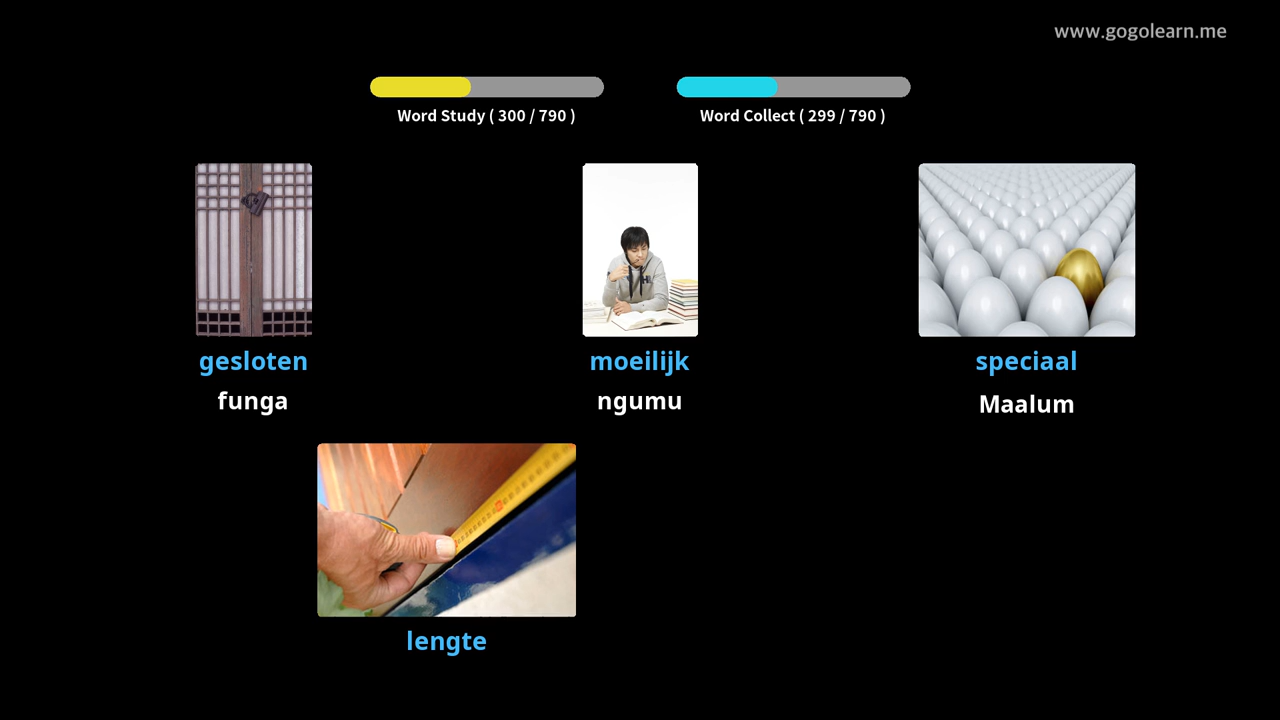 www.gogolearn.me
Word Study ( 300 / 790 )
Word Collect ( 299 / 790 )
gesloten
funga
moeilijk
ngumu
speciaal
Maalum
lengte